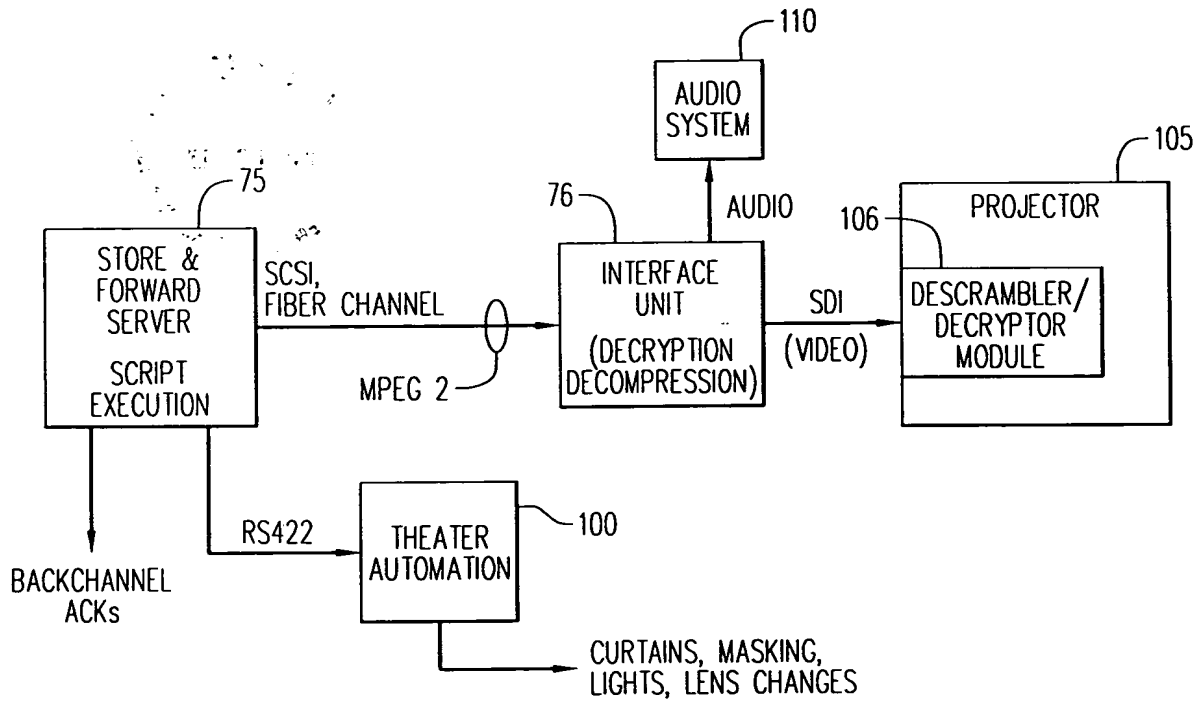 110
AUDIO
SYSTEM
105
75
76
AUDIO
106
PROJECTOR
STORE &
FORWARD
SERVER
SCRIPT
EXECUTION
SCSI,
FIBER CHANNEL
MPEG 2
INTERFACE
UNIT
(DECRYPTION
DECOMPRESSION)
SDI
(VIDEO)
DESCRAMBLER/
DECRYPTOR
MODULE
RS422
THEATER
AUTOMATION
100
BACKCHANNEL
ACKs
CURTAINS, MASKING,
LIGHTS, LENS CHANGES